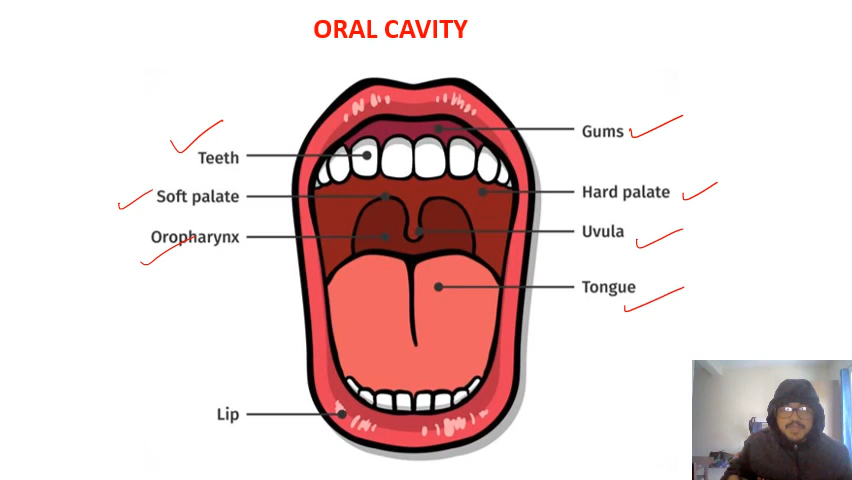 ORAL CAVITY
Gums
Teeth
Soft palate
Hard palate
Oropharynx
Uvula
Tongue
Lip